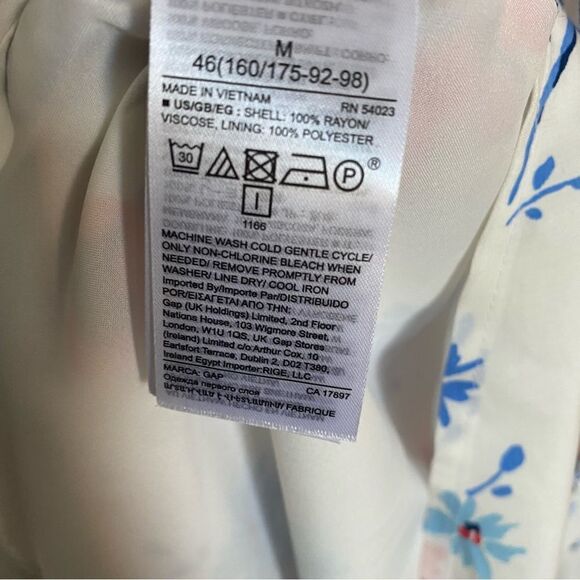 M
46(160/175-92-98)
MADE IN VIETNAM RN 54023
■ US/GB/EG : SHELL: 100% RAYON/
VISCOSE, LINING: 100% POLYESTER
30 P ®
1166
MACHINE WASH COLD GENTLE CYCLE/
ONLY NON-CHLORINE BLEACH WHEN
NEEDED/ REMOVE PROMPTLY FROM
WASHER/ LINE DRY/ COOL IRON
Imported By/Importe Par/DISTRIBUIDO
POR/ΕΙΣΑΓΕΤΑΙ ΑΠΟ ΤΗΝ:
Gap (UK Holdings) Limited, 2nd Floor
Nations House, 103 Wigmore Street,
London, W1U 1QS, UK Gap Stores
(Ireland) Limited c/o Arthur Cox, 10
Earlsfort Terrace, Dublin 2, D02 T380,
Ireland Egypt Importer:RIGE, LLC
MARCA: GAP CA 17897
Одежда первого слоя
FABRIQUE